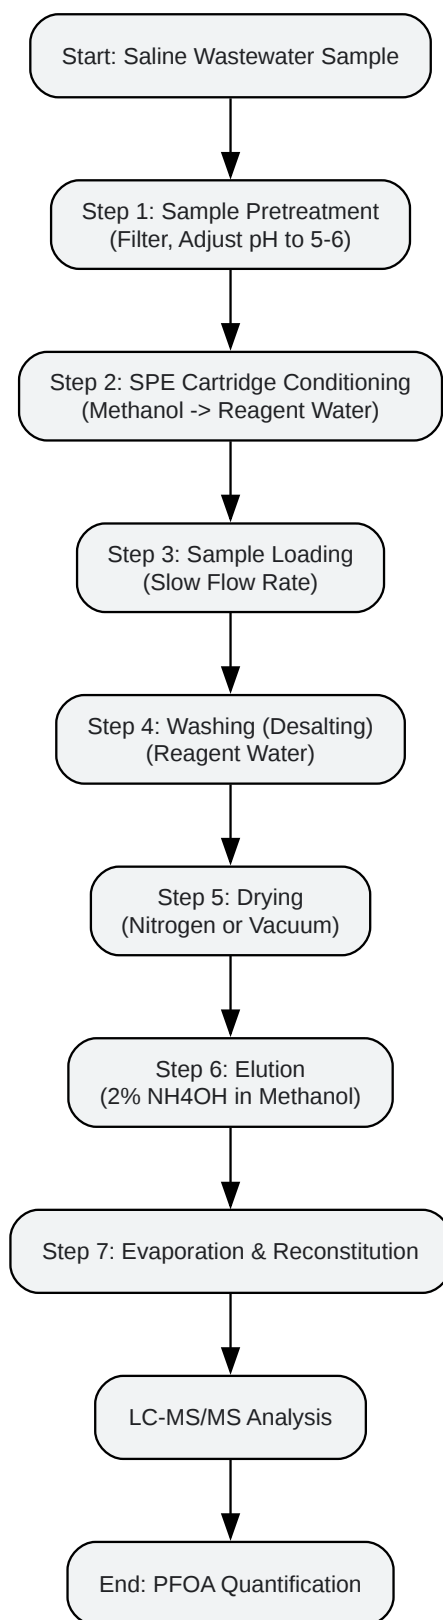 Start: Saline Wastewater Sample
Step 1: Sample Pretreatment
(Filter, Adjust pH to 5-6)
Step 2: SPE Cartridge Conditioning
(Methanol -> Reagent Water)
Step 3: Sample Loading
(Slow Flow Rate)
Step 4: Washing (Desalting)
(Reagent Water)
Step 5: Drying
(Nitrogen or Vacuum)
Step 6: Elution
(2% NH4OH in Methanol)
Step 7: Evaporation & Reconstitution
LC-MS/MS Analysis
End: PFOA Quantification